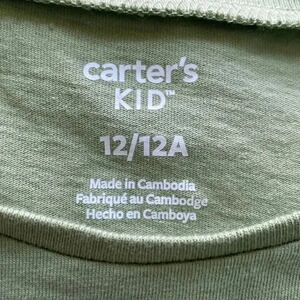 carter's
KID™
12/12A
Made in Cambodia
Fabriqué au Cambodge
Hecho en Camboya